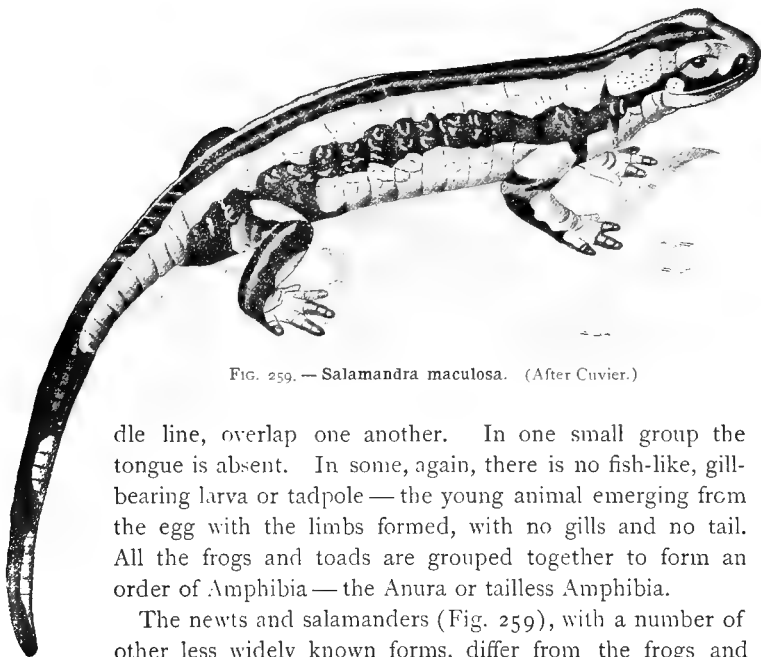 FIG. 259. — Salamandra maculosa. (After Cuvier.)
dle line, overlap one another. In one small group the
tongue is absent. In some, again, there is no fish-like, gill-
bearing larva or tadpole — the young animal emerging from
the egg with the limbs formed, with no gills and no tail.
All the frogs and toads are grouped together to form an
order of Amphibia — the Anura or tailless Amphibia.
The newts and salamanders (Fig. 259), with a number of
other less widely known forms, differ from the frogs and